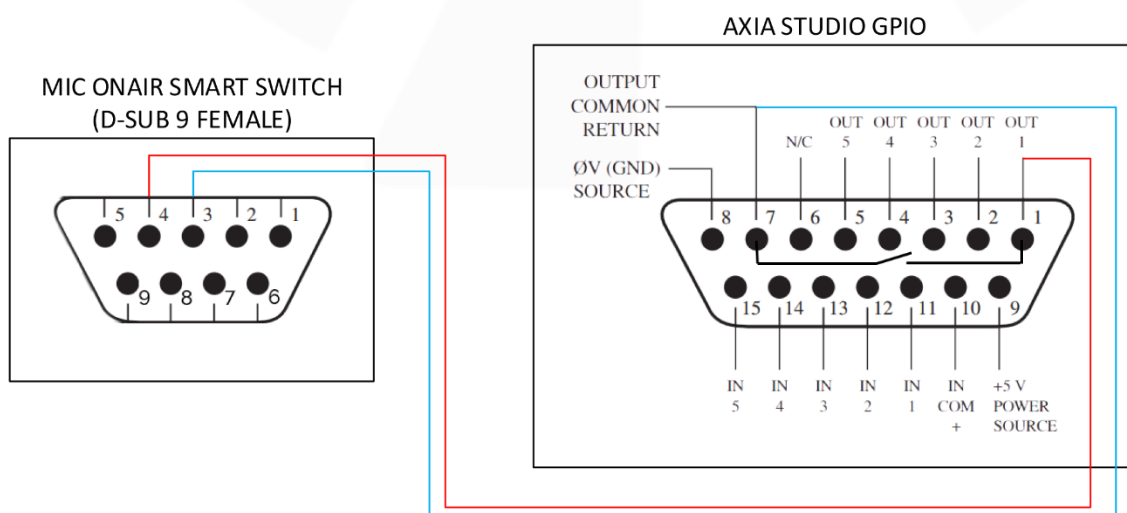 AXIA STUDIO GPIO
MIC ONAIR SMART SWITCH
(D-SUB 9 FEMALE)
5 4 3 2 1
9 8 7 6
OUTPUT
COMMON
RETURN
ØV (GND)
SOURCE
N/C
OUT
5
OUT
4
OUT
3
OUT
2
OUT
1
8 7 6 5 4 3 2 1
15 14 13 12 11 10 9
IN
5
IN
4
IN
3
IN
2
IN
1
IN
COM
+
+5 V
POWER
SOURCE